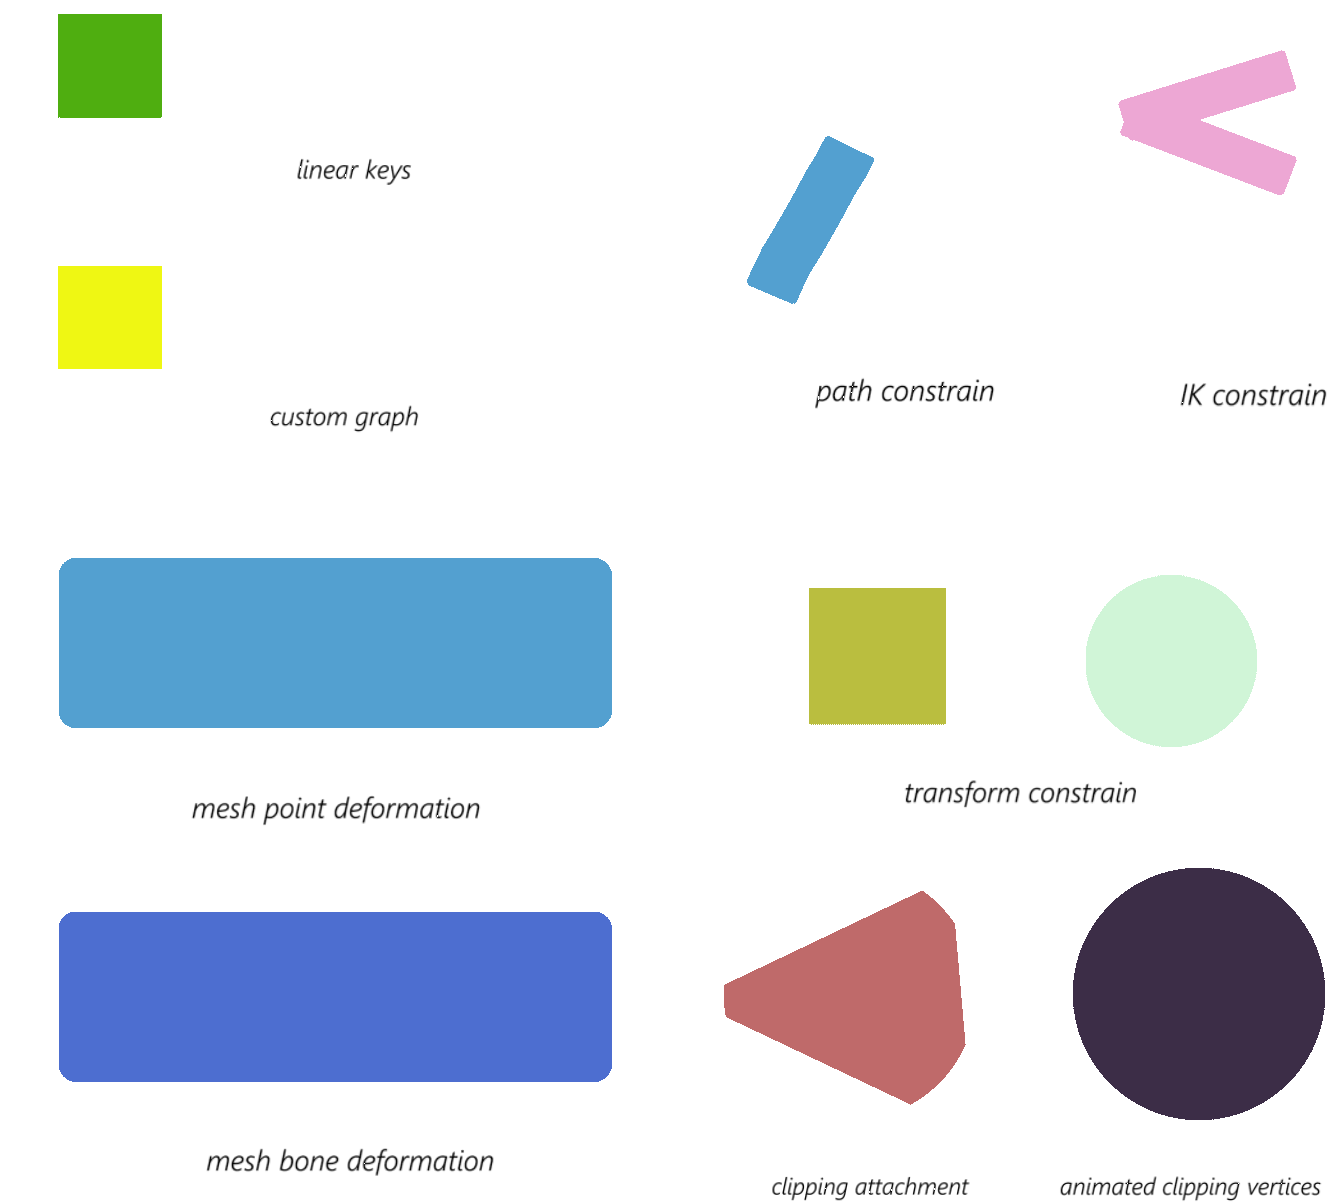 linear keys
custom graph
path constrain
IK constrain
mesh point deformation
transform constrain
mesh bone deformation
clipping attachment
animated clipping vertices